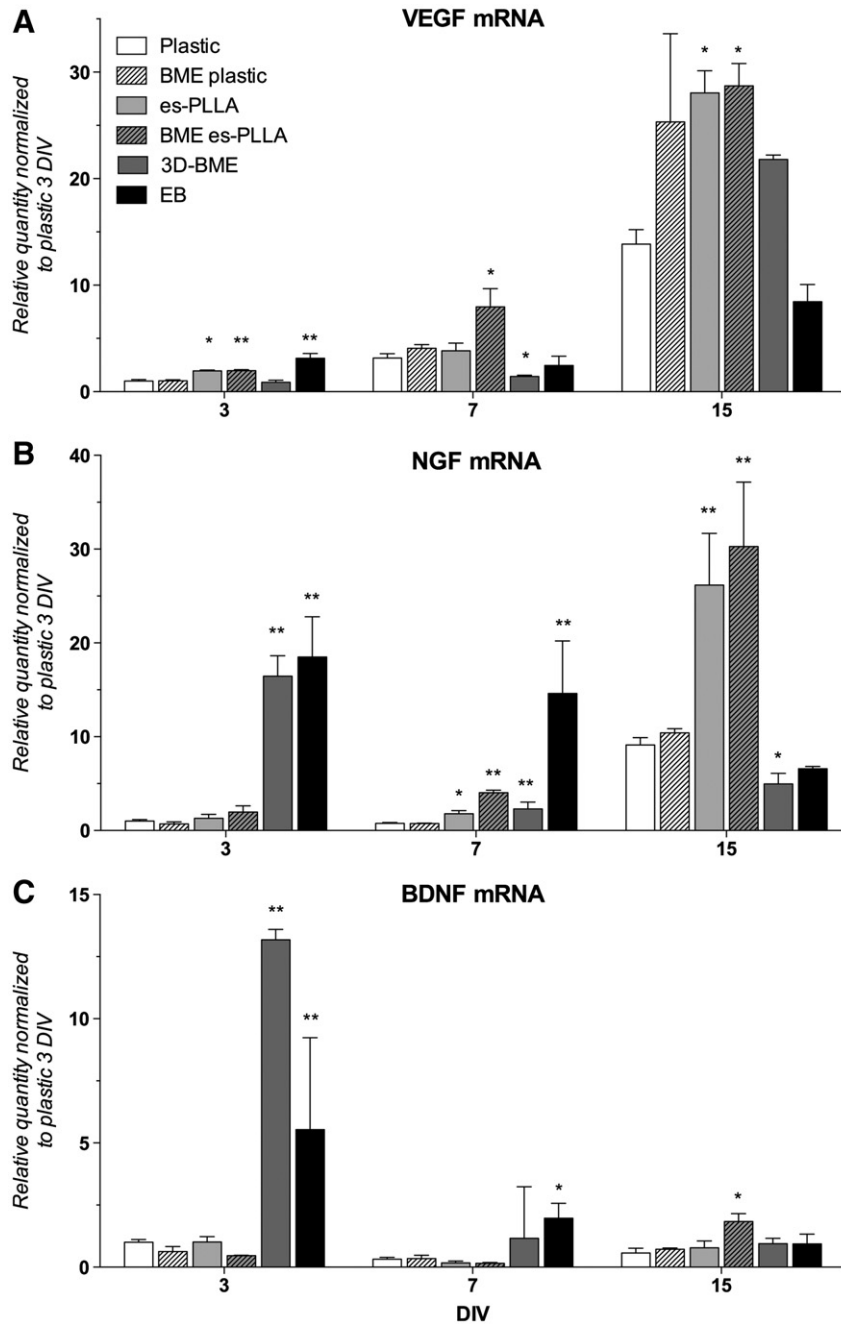 A
VEGF mRNA
Plastic
BME plastic
es-PLLA
BME es-PLLA
3D-BME
EB
Relative quantity normalized
to plastic 3 DIV
30
20
10
0
* ** **
* *
* *
3 7 15
B
NGF mRNA
Relative quantity normalized
to plastic 3 DIV
40
30
20
10
0
** **
* ** ** **
** ** *
3 7 15
C
BDNF mRNA
Relative quantity normalized
to plastic 3 DIV
15
10
5
0
** **
*
*
3 7 15
DIV